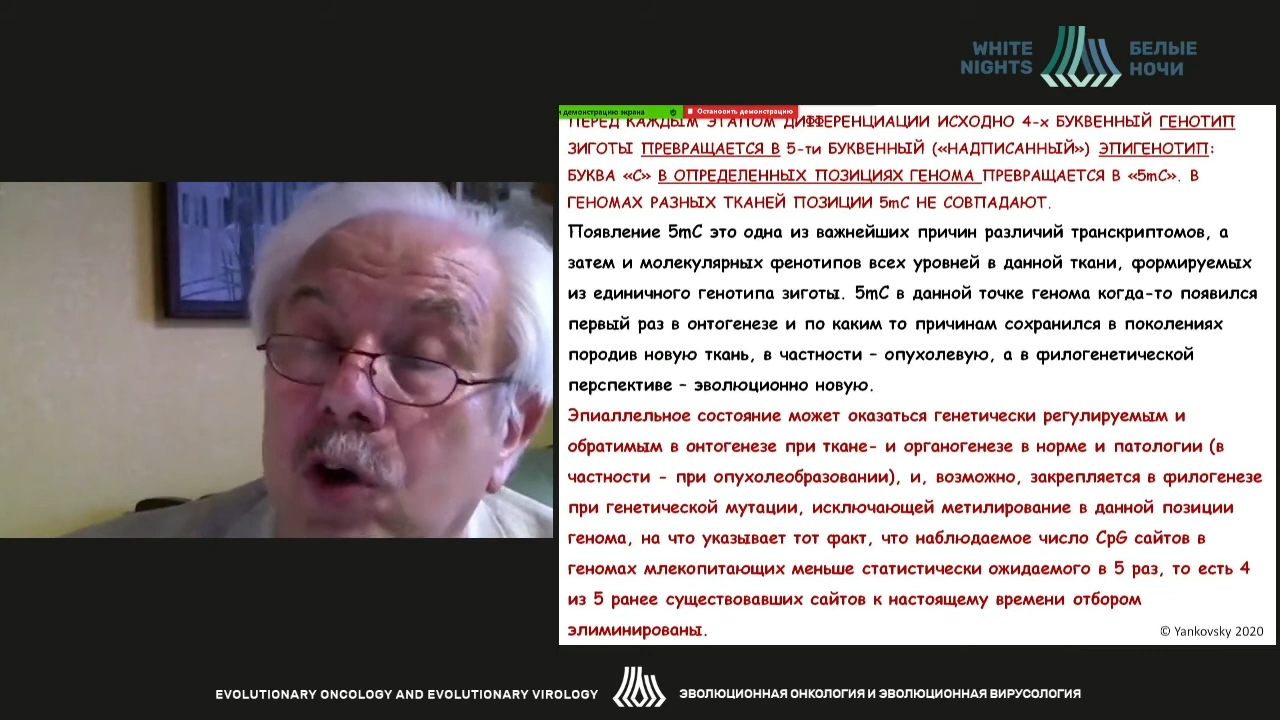 WHITE NIGHTS
БЕЛЫЕ НОЧИ
демонстрацию экрана
Остановить демонстрацию
ПЕРЕД КАЖДЫМ ЭТАПОМ ДИФФЕРЕНЦИАЦИИ ИСХОДНО 4-х БУКВЕННЫЙ ГЕНОТИП
ЗИГОТЫ ПРЕВРАЩАЕТСЯ В 5-ти БУКВЕННЫЙ («НАДПИСАННЫЙ») ЭПИГЕНОТИП:
БУКВА «С» В ОПРЕДЕЛЕННЫХ ПОЗИЦИЯХ ГЕНОМА ПРЕВРАЩАЕТСЯ В «5mC». В
ГЕНОМАХ РАЗНЫХ ТКАНЕЙ ПОЗИЦИИ 5mC НЕ СОВПАДАЮТ.
Появление 5mC это одна из важнейших причин различий транскриптомов, а
затем и молекулярных фенотипов всех уровней в данной ткани, формируемых
из единичного генотипа зиготы. 5mC в данной точке генома когда-то появился
первый раз в онтогенезе и по каким то причинам сохранился в поколениях
породив новую ткань, в частности – опухолевую, а в филогенетической
перспективе – эволюционно новую.
Эпиаллельное состояние может оказаться генетически регулируемым и
обратимым в онтогенезе при ткане- и органогенезе в норме и патологии (в
частности - при опухолеобразовании), и, возможно, закрепляется в филогенезе
при генетической мутации, исключающей метилирование в данной позиции
генома, на что указывает тот факт, что наблюдаемое число CpG сайтов в
геномах млекопитающих меньше статистически ожидаемого в 5 раз, то есть 4
из 5 ранее существовавших сайтов к настоящему времени отбором
элиминированы.
© Yankovsky 2020
EVOLUTIONARY ONCOLOGY AND EVOLUTIONARY VIROLOGY
ЭВОЛЮЦИОННАЯ ОНКОЛОГИЯ И ЭВОЛЮЦИОННАЯ ВИРУСОЛОГИЯ